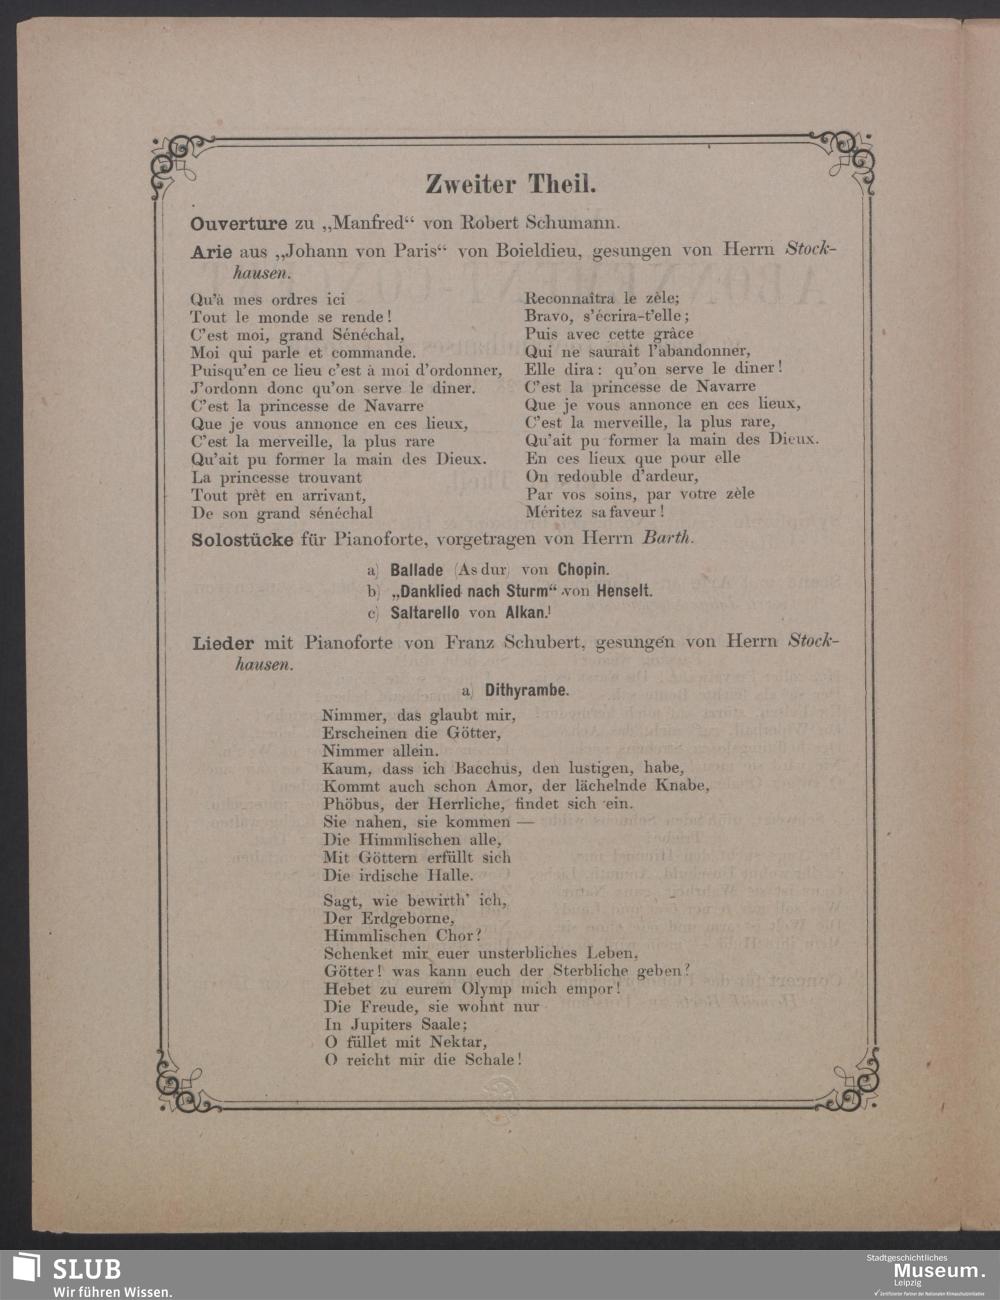 Zweiter Theil.
Ouverture zu „Manfred“ von Robert Schumann.
Arie aus „Johann von Paris“ von Boieldieu, gesungen von Herrn Stock-
hausen.
Qu'à mes ordres ici
Tout le monde se rende!
C'est moi, grand Sénéchal,
Moi qui parle et commande.
Puisqu'en ce lieu c'est à moi d'ordonner,
J'ordonn donc qu'on serve le diner.
C'est la princesse de Navarre
Que je vous annonce en ces lieux,
C'est la merveille, la plus rare
Qu'ait pu former la main des Dieux.
La princesse trouvant
Tout prêt en arrivant,
De son grand sénéchal
Reconnaîtra le zèle;
Bravo, s'écrira-t'elle;
Puis avec cette grâce
Qui ne saurait l'abandonner,
Elle dira: qu'on serve le diner!
C'est la princesse de Navarre
Que je vous annonce en ces lieux,
C'est la merveille, la plus rare,
Qu'ait pu former la main des Dieux.
En ces lieux que pour elle
On redouble d'ardeur,
Par vos soins, par votre zèle
Méritez sa faveur!
Solostücke für Pianoforte, vorgetragen von Herrn Barth.
a) Ballade (As dur) von Chopin.
b) „Danklied nach Sturm“ von Henselt.
c) Saltarello von Alkan.
Lieder mit Pianoforte von Franz Schubert, gesungen von Herrn Stock-
hausen.
a) Dithyrambe.
Nimmer, das glaubt mir,
Erscheinen die Götter,
Nimmer allein.
Kaum, dass ich Bacchus, den lustigen, habe,
Kommt auch schon Amor, der lächelnde Knabe,
Phöbus, der Herrliche, findet sich ein.
Sie nahen, sie kommen —
Die Himmlischen alle,
Mit Göttern erfüllt sich
Die irdische Halle.
Sagt, wie bewirth' ich,
Der Erdgeborne,
Himmlischen Chor?
Schenket mir euer unsterbliches Leben,
Götter! was kann euch der Sterbliche geben?
Hebet zu eurem Olymp mich empor!
Die Freude, sie wohnt nur
In Jupiters Saale;
O füllet mit Nektar,
O reicht mir die Schale!
SLUB
Wir führen Wissen.
Stadtgeschichtliches
Museum.
Leipzig
Zertifizierter Partner der Nationalen Klimaschutzinitiative